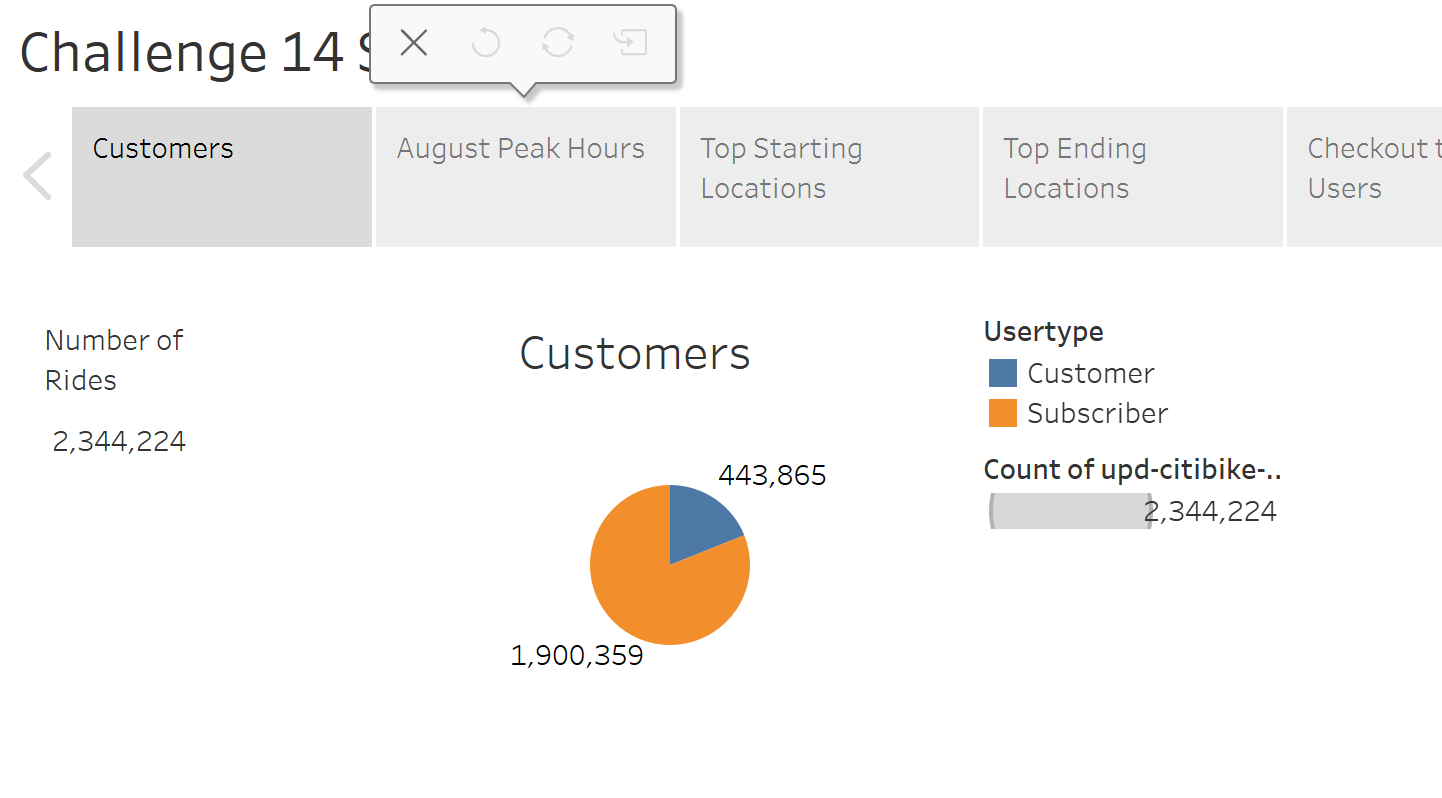 Challenge 14
Customers
August Peak Hours
Top Starting
Locations
Top Ending
Locations
Checkout
Users
Number of
Rides
2,344,224
Customers
443,865
1,900,359
Usertype
Customer
Subscriber
Count of upd-citibike-..
2,344,224